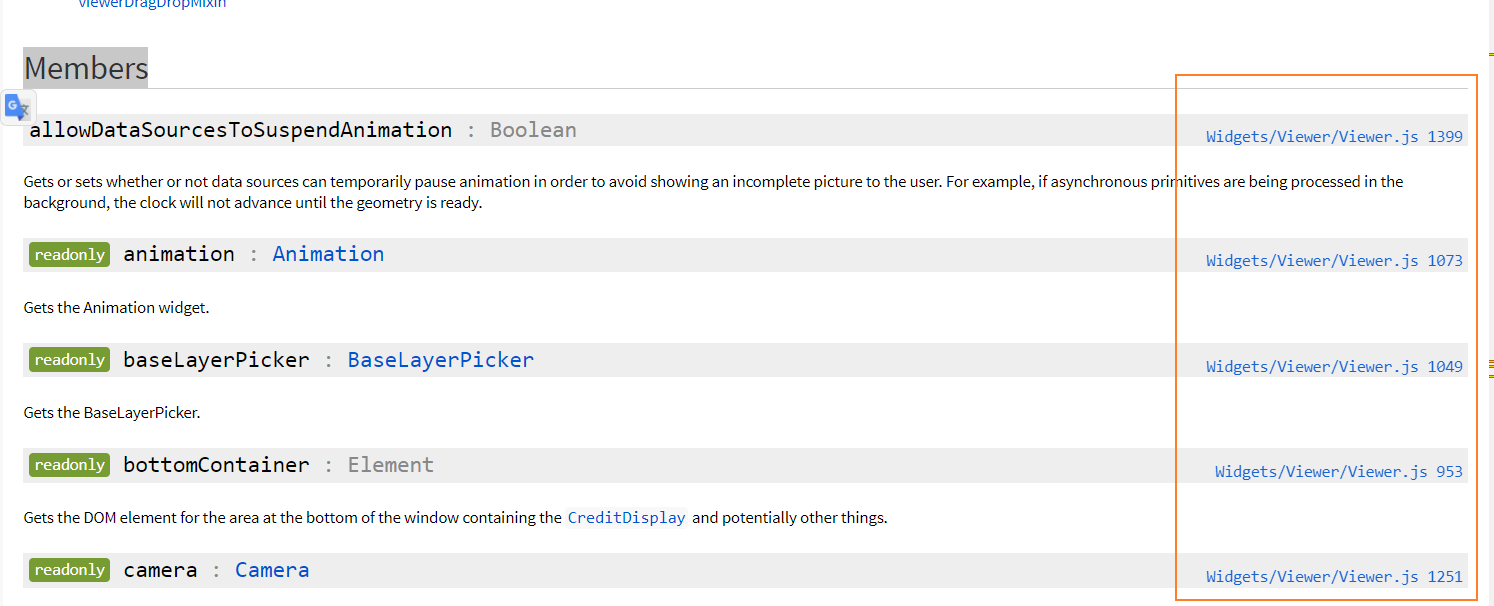 viewerDragDropMixin
Members
allowDataSourcesToSuspendAnimation : Boolean
Widgets/Viewer/Viewer.js 1399
Gets or sets whether or not data sources can temporarily pause animation in order to avoid showing an incomplete picture to the user. For example, if asynchronous primitives are being processed in the
background, the clock will not advance until the geometry is ready.
readonly animation : Animation
Widgets/Viewer/Viewer.js 1073
Gets the Animation widget.
readonly baseLayerPicker : BaseLayerPicker
Widgets/Viewer/Viewer.js 1049
Gets the BaseLayerPicker.
readonly bottomContainer : Element
Widgets/Viewer/Viewer.js 953
Gets the DOM element for the area at the bottom of the window containing the CreditDisplay and potentially other things.
readonly camera : Camera
Widgets/Viewer/Viewer.js 1251